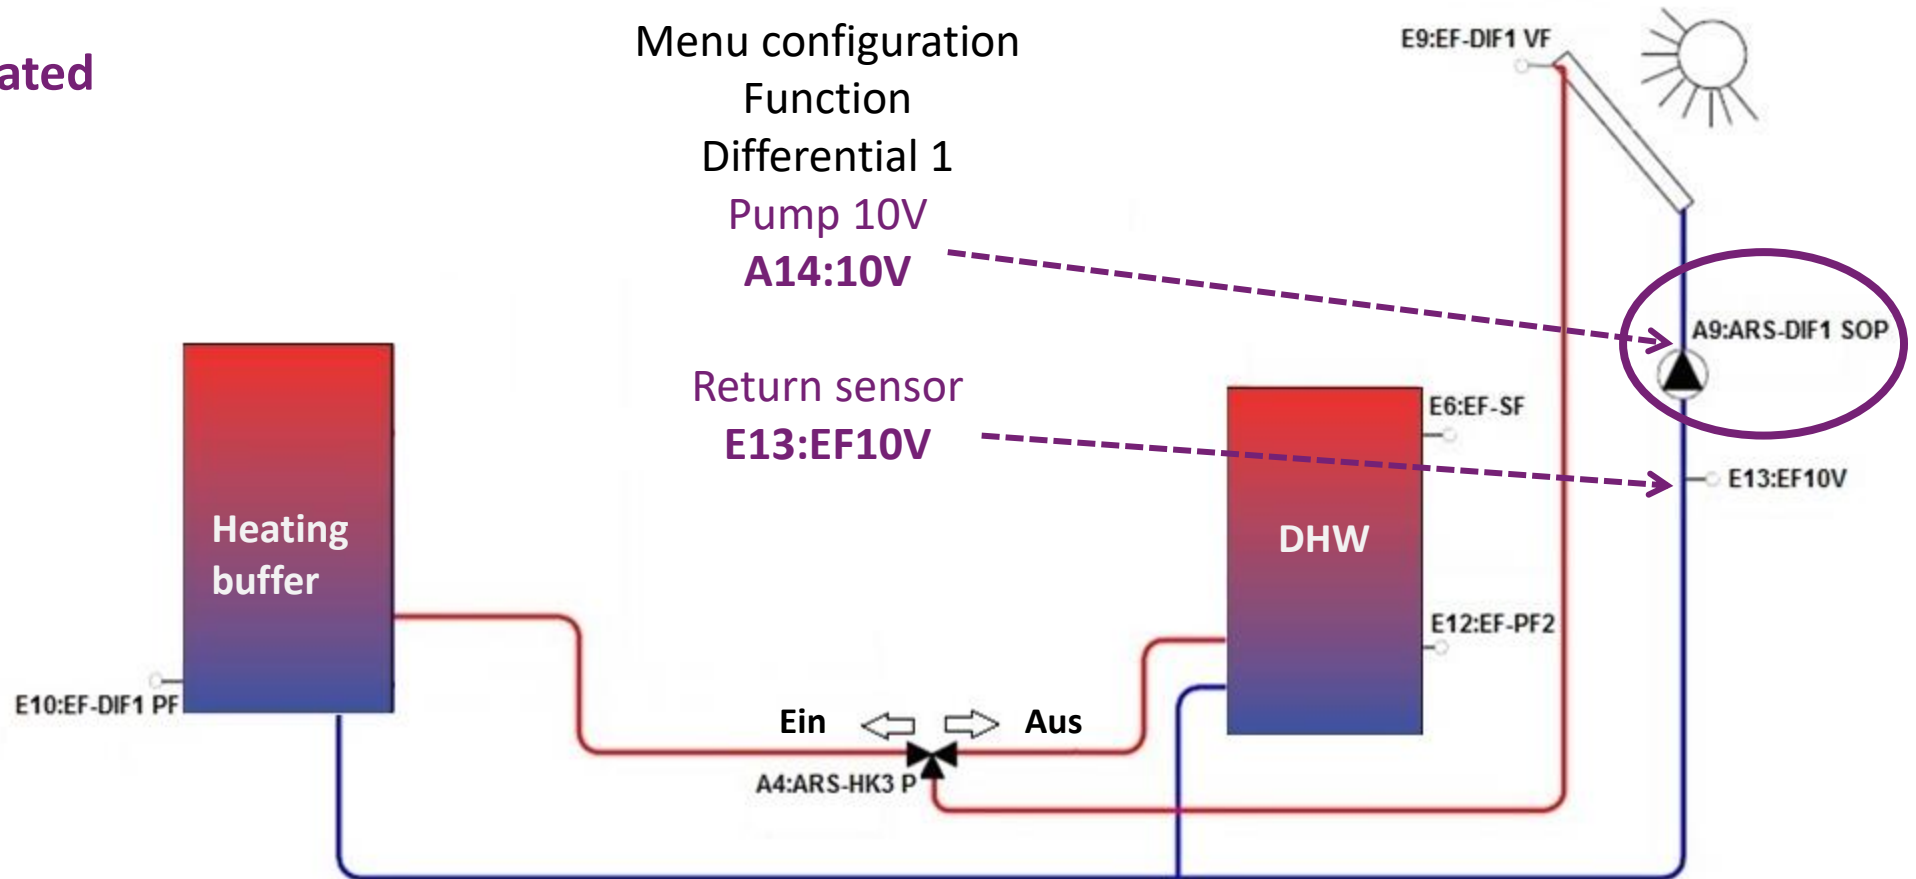 ated
Menu configuration
Function
Differential 1
Pump 10V
A14:10V
Return sensor
E13:EF10V
E9:EF-DIF1 VF
A9:ARS-DIF1 SOP
E6:EF-SF
E13:EF10V
Heating
buffer
DHW
E12:EF-PF2
E10:EF-DIF1 PF
Ein
Aus
A4:ARS-HK3 P